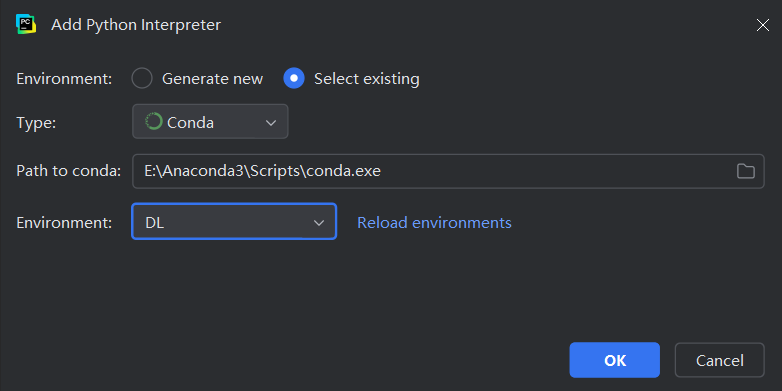 PC Add Python Interpreter
Environment: Generate new Select existing
Type: Conda
Path to conda: E:\Anaconda3\Scripts\conda.exe
Environment: DL Reload environments
OK Cancel